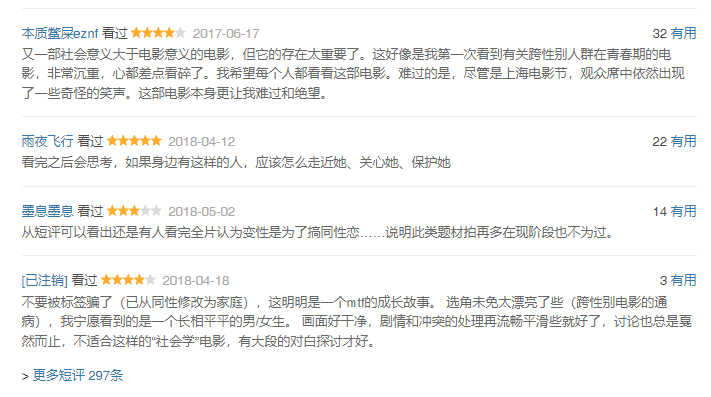 本质鳖屎eznf 看过 2017-06-17 32 有用
又一部社会意义大于电影意义的电影，但它的存在太重要了。这好像是我第一次看到有关跨性别人群在青春期的电
影，非常沉重，心都差点看碎了。我希望每个人都看看这部电影。难过的是，尽管是上海电影节，观众席中依然出现
了一些奇怪的笑声。这部电影本身更让我难过和绝望。
雨夜飞行 看过 2018-04-12 22 有用
看完之后会思考，如果身边有这样的人，应该怎么走近她、关心她、保护她
墨息墨息 看过 2018-05-02 14 有用
从短评可以看出还是有人看完全片认为变性是为了搞同性恋……说明此类题材拍再多在现阶段也不为过。
[已注销] 看过 2018-04-18 3 有用
不要被标签骗了（已从同性修改为家庭），这明明是一个mtf的成长故事。 选角未免太漂亮了些（跨性别电影的通
病），我宁愿看到的是一个长相平平的男/女生。 画面好干净，剧情和冲突的处理再流畅平滑些就好了，讨论也总是戛
然而止，不适合这样的“社会学”电影，有大段的对白探讨才好。
> 更多短评 297条